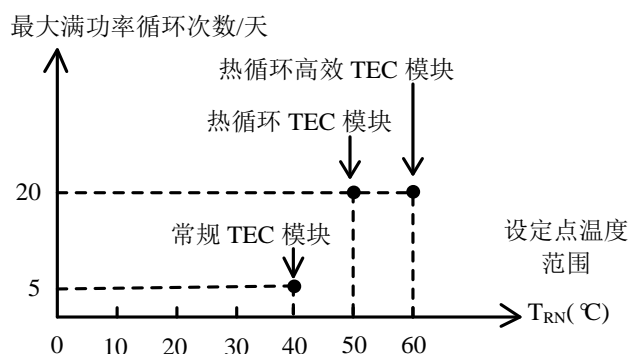 最大满功率循环次数/天
热循环高效 TEC 模块
热循环 TEC 模块
20
常规 TEC 模块
设定点温度
范围
5
T_RN(℃)
0 10 20 30 40 50 60